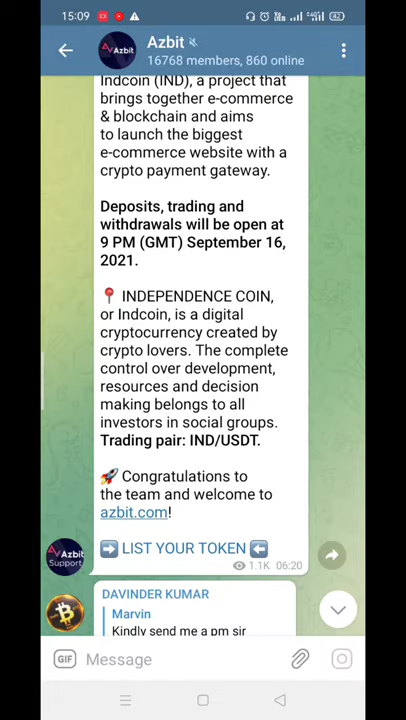 15:09
42
Azbit
Azbit
16768 members, 860 online
Indcoin (IND), a project that
brings together e-commerce
& blockchain and aims
to launch the biggest
e-commerce website with a
crypto payment gateway.
Deposits, trading and
withdrawals will be open at
9 PM (GMT) September 16,
2021.
📍 INDEPENDENCE COIN,
or Indcoin, is a digital
cryptocurrency created by
crypto lovers. The complete
control over development,
resources and decision
making belongs to all
investors in social groups.
Trading pair: IND/USDT.
🚀 Congratulations to
the team and welcome to
azbit.com!
➡️ LIST YOUR TOKEN ⬅️
1.1K 06:20
Azbit
Support
DAVINDER KUMAR
Marvin
Kindly send me a pm sir
GIF
Message